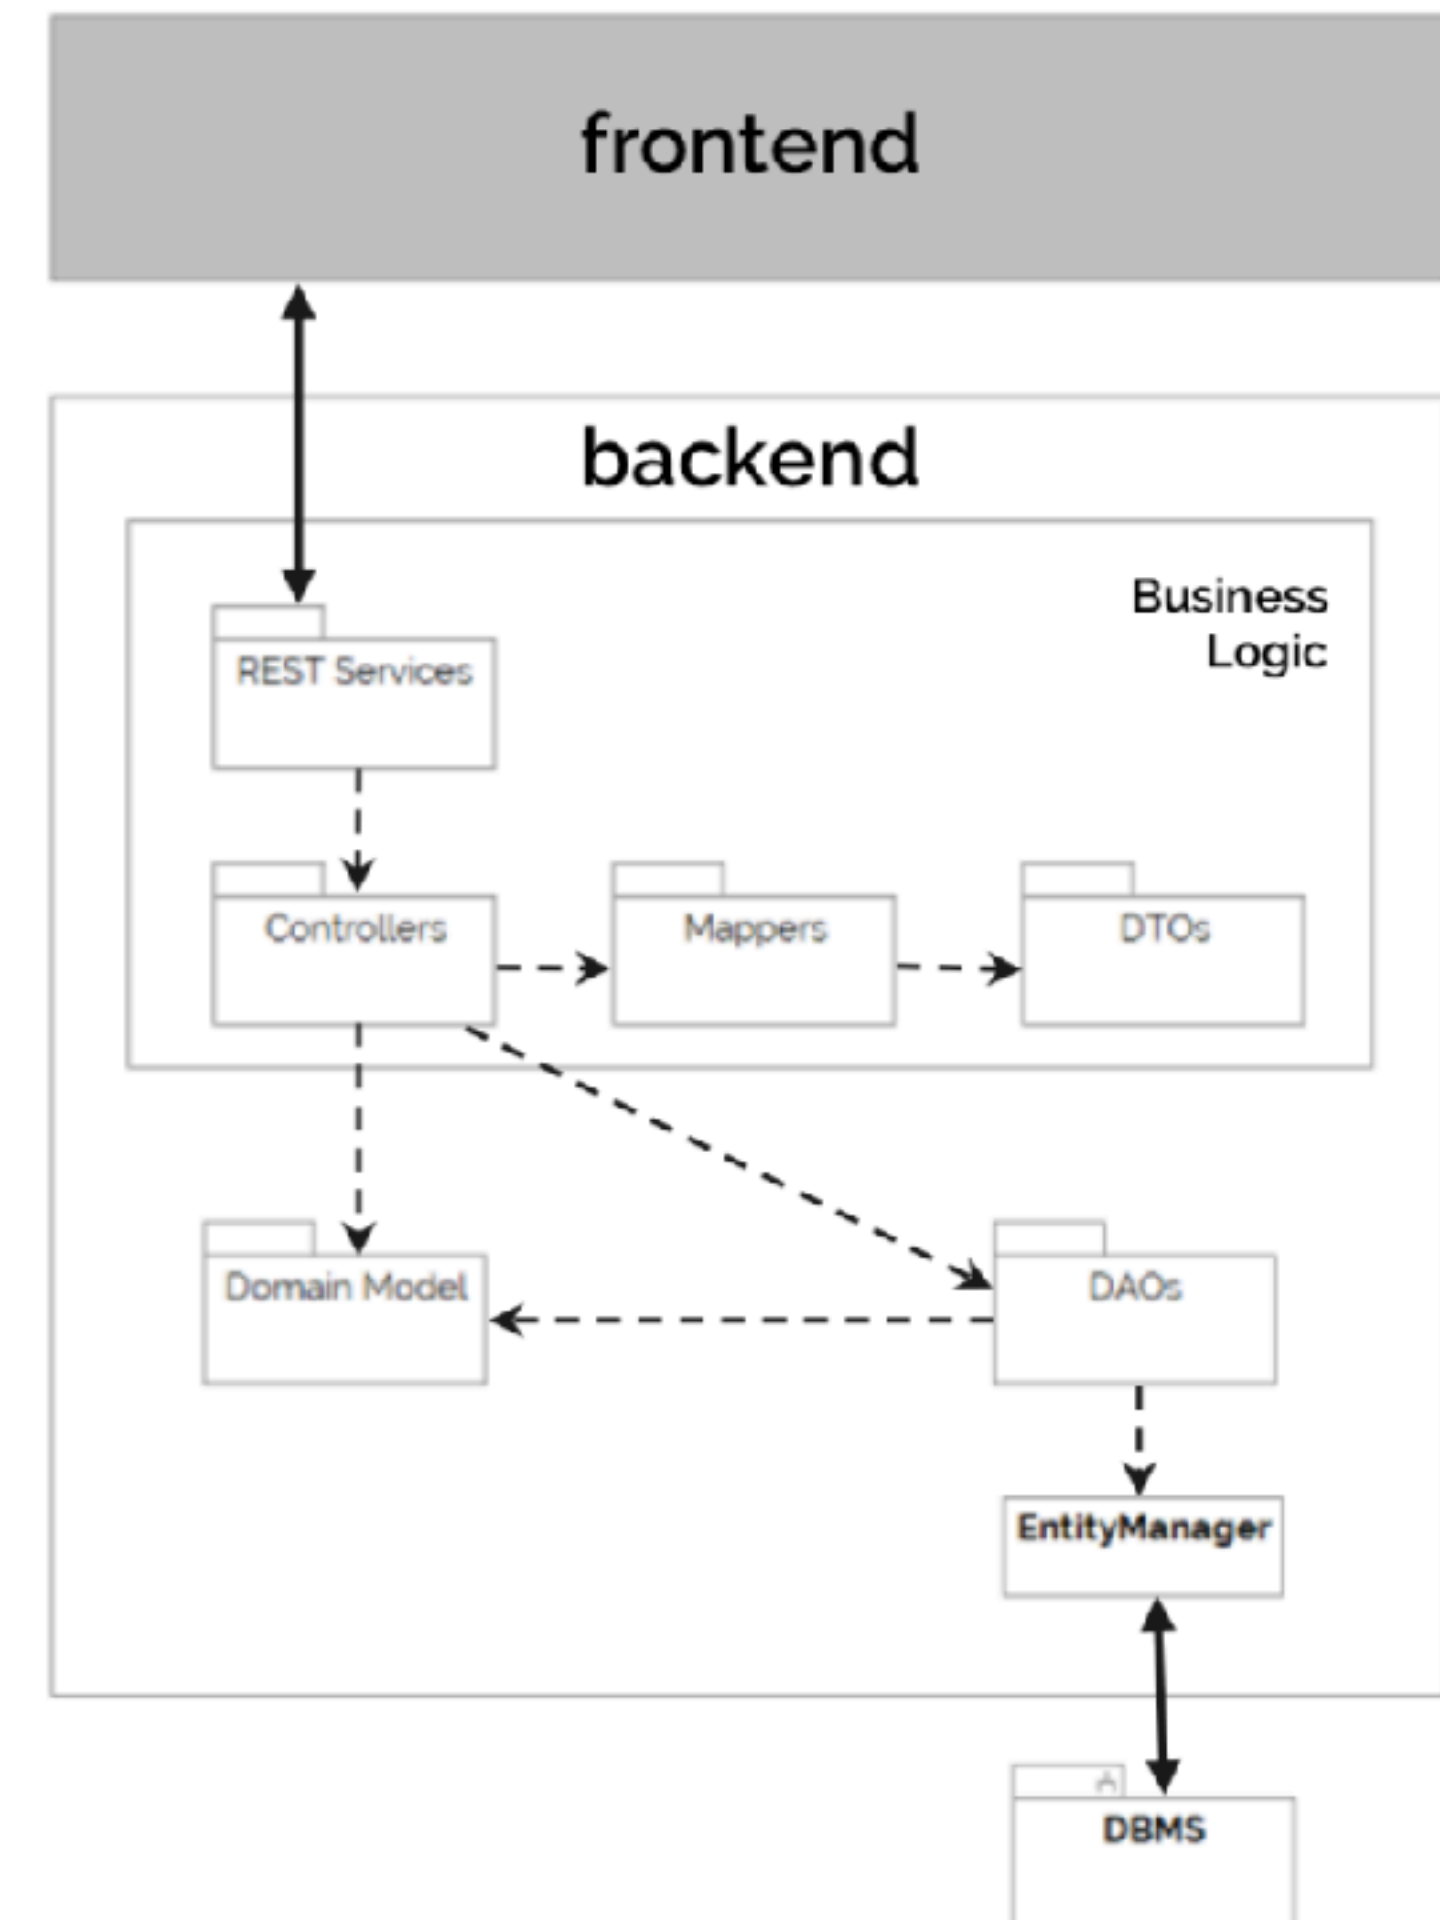 frontend
backend
Business
Logic
REST Services
Controllers
Mappers
DTOs
Domain Model
DAOs
EntityManager
DBMS